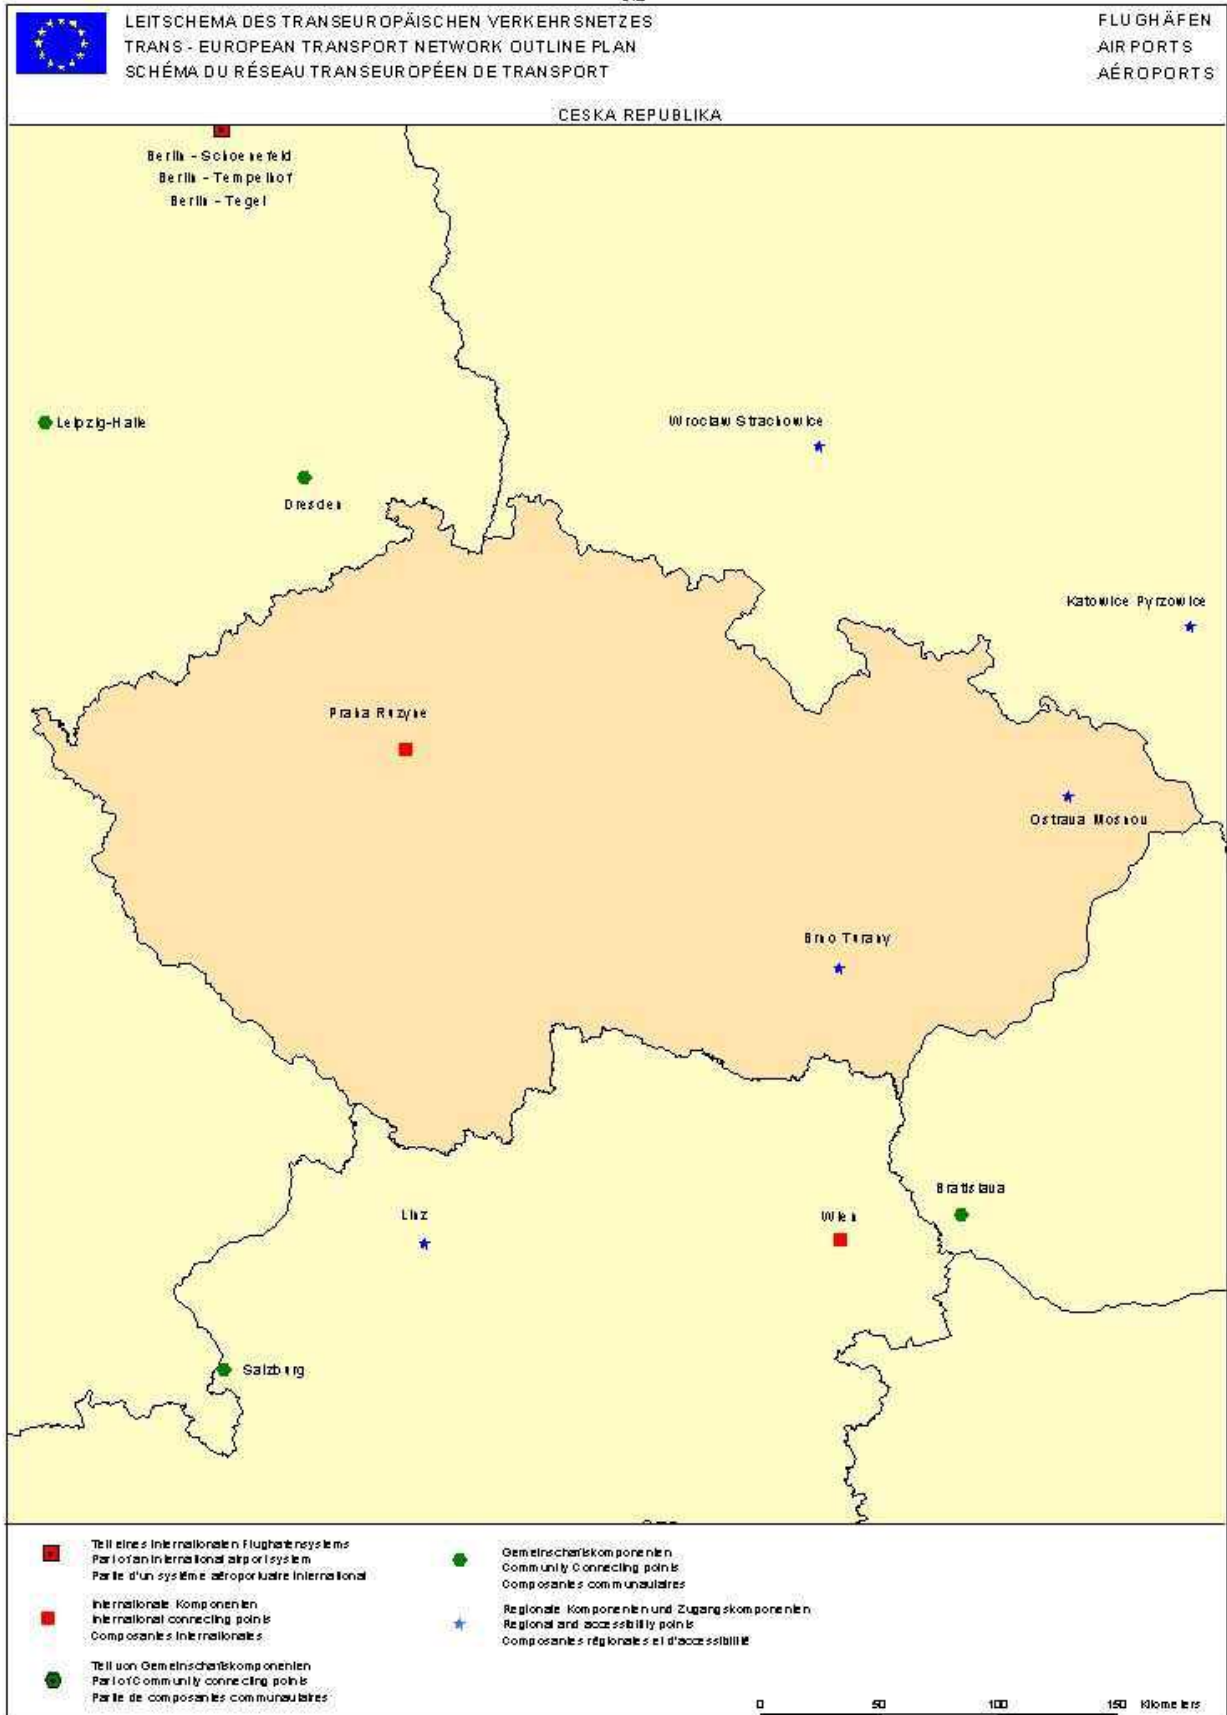 LEITSCHEMA DES TRANSEUROPÄISCHEN VERKEHRSNETZES
TRANS - EUROPEAN TRANSPORT NETWORK OUTLINE PLAN
SCHÉMA DU RÉSEAU TRANSEUROPÉEN DE TRANSPORT
FLUGHÄFEN
AIRPORTS
AÉROPORTS
CESKA REPUBLIKA
Berlin - Schoenefeld
Berlin - Tempelhof
Berlin - Tegel
Leipzig-Halle
Wroclaw Strachowice
Dresden
Katowice Pyrzowice
Praha Ruzyne
Ostrava Mosnov
Brno Turany
Bratislava
Linz
Wien
Salzburg
Teil eines Internationalen Flughafensystems
Part of an international airport system
Partie d'un système aéroportuaire international
Internationale Komponenten
International connecting points
Composantes internationales
Teil von Gemeinschaftskomponenten
Part of Community connecting points
Partie de composantes communautaires
Gemeinschaftskomponenten
Community Connecting points
Composantes communautaires
Regionale Komponenten und Zugangskomponenten
Regional and accessibility points
Composantes régionales et d'accessibilité
0 50 100 150 Kilometers